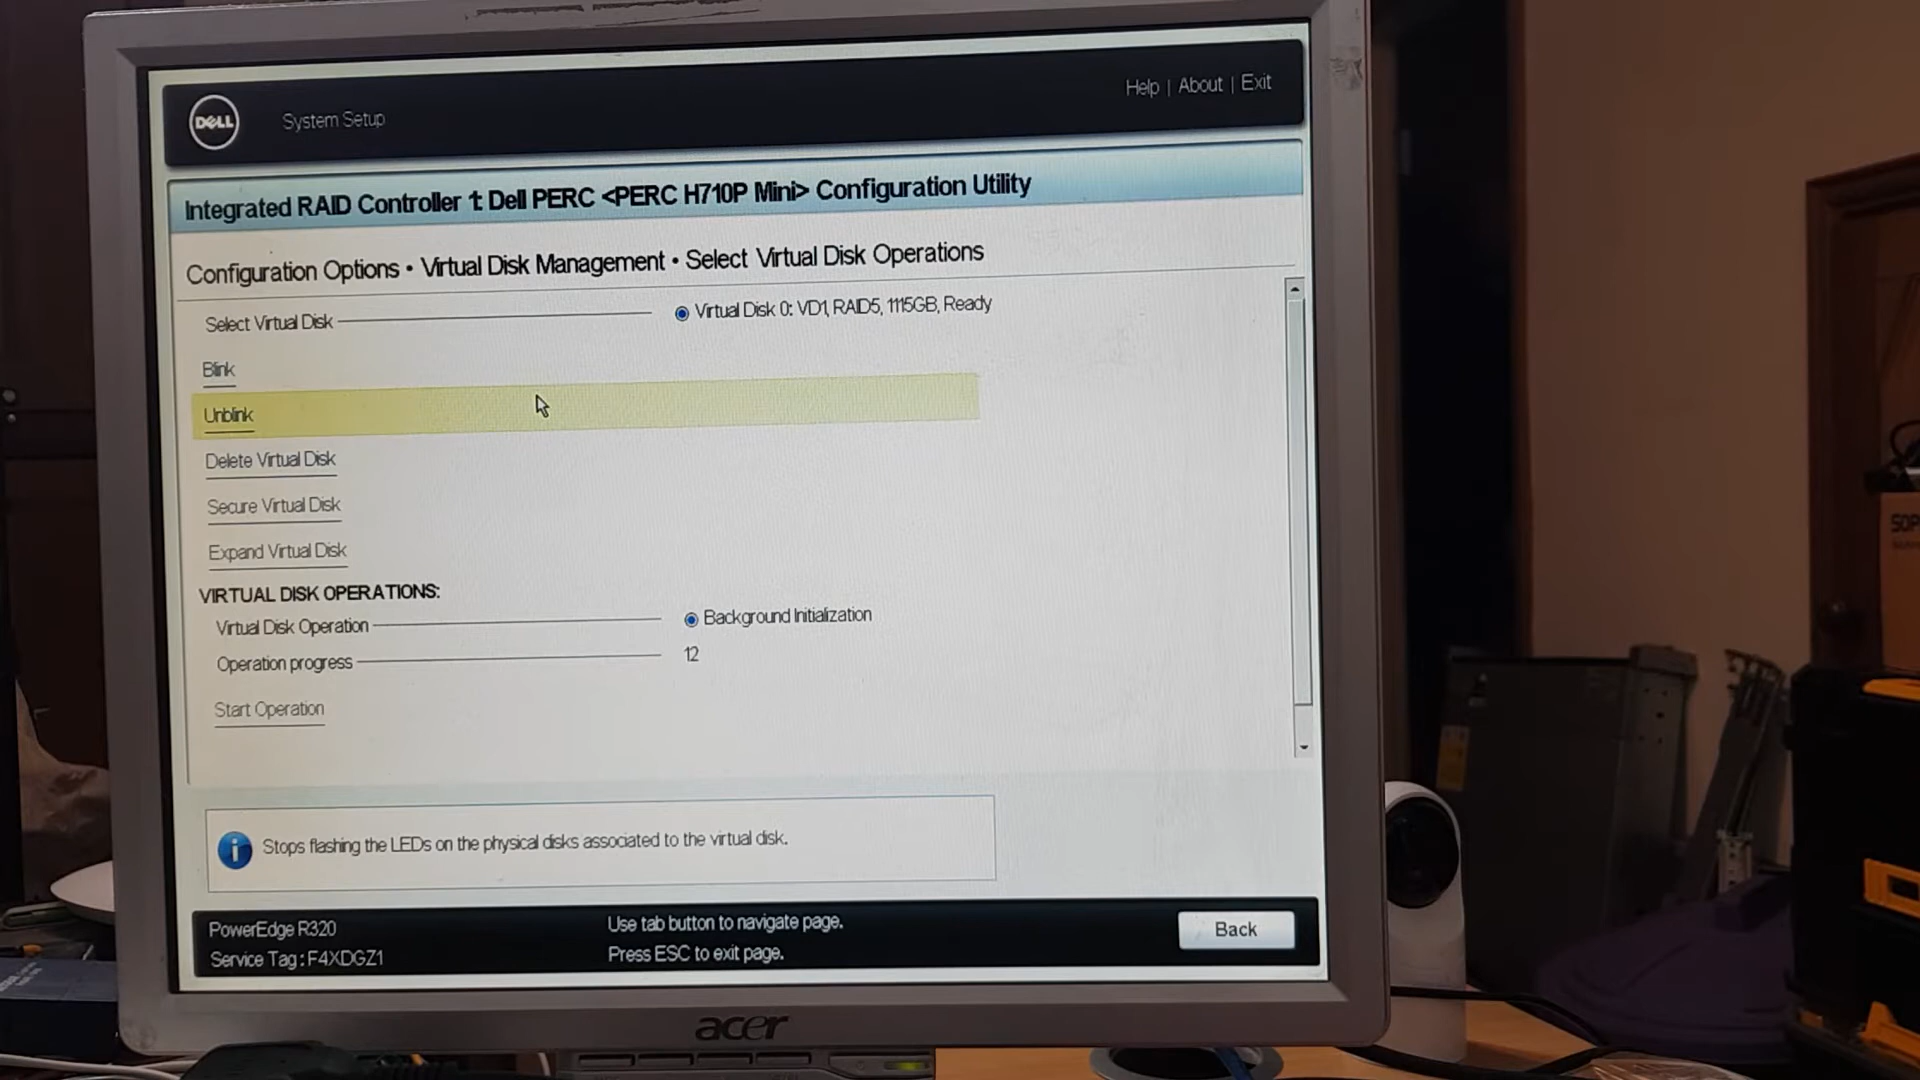 DELL
System Setup
Help | About | Exit
Integrated RAID Controller 1: Dell PERC <PERC H710P Mini> Configuration Utility
Configuration Options • Virtual Disk Management • Select Virtual Disk Operations
Select Virtual Disk
Virtual Disk 0: VD1, RAID5, 1115GB, Ready
Blink
Unblink
Delete Virtual Disk
Secure Virtual Disk
Expand Virtual Disk
VIRTUAL DISK OPERATIONS:
Virtual Disk Operation
Background Initialization
Operation progress
12
Start Operation
Stops flashing the LEDs on the physical disks associated to the virtual disk.
PowerEdge R320
Service Tag : F4XDGZ1
Use tab button to navigate page.
Press ESC to exit page.
Back
acer